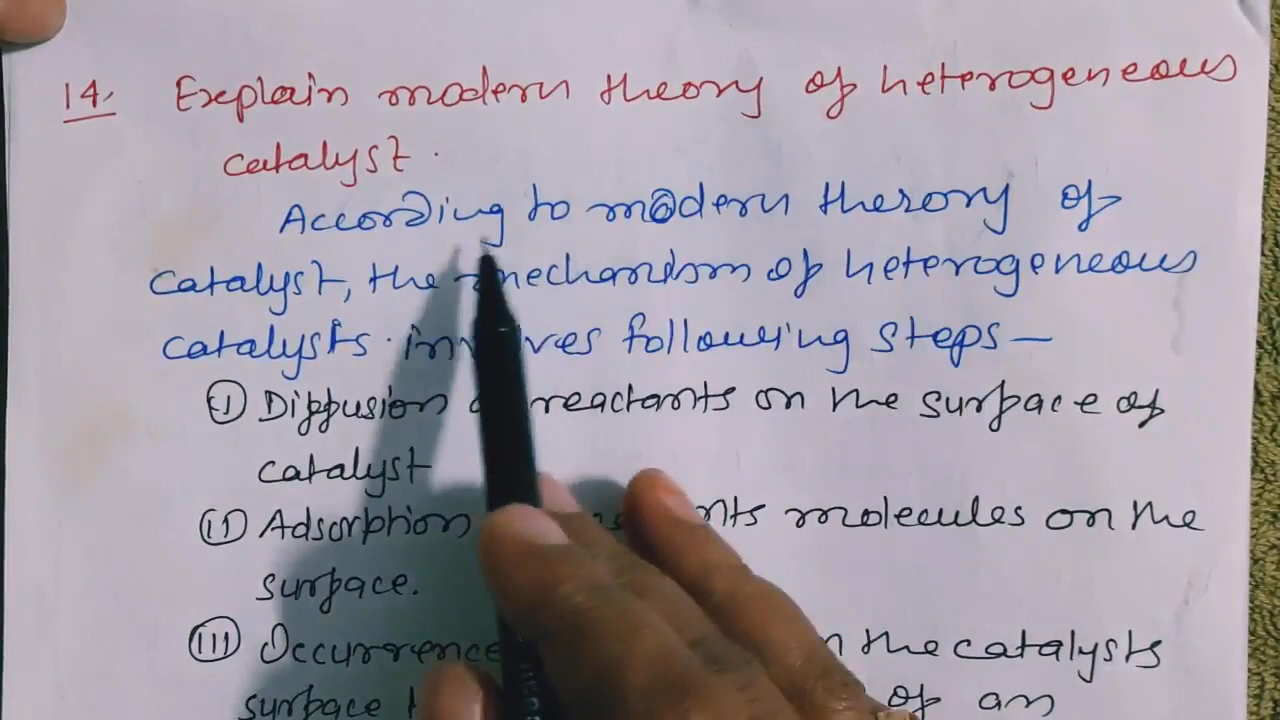 14. Explain modern theory of heterogeneous
catalyst.
According to modern therory of
catalyst, the mechanism of heterogeneous
catalysts involves following steps—
(i) Diffusion reactants on the surface of
catalyst
(ii) Adsorption molecules on the
surface.
(iii) Occurrence the catalysts
surface of an